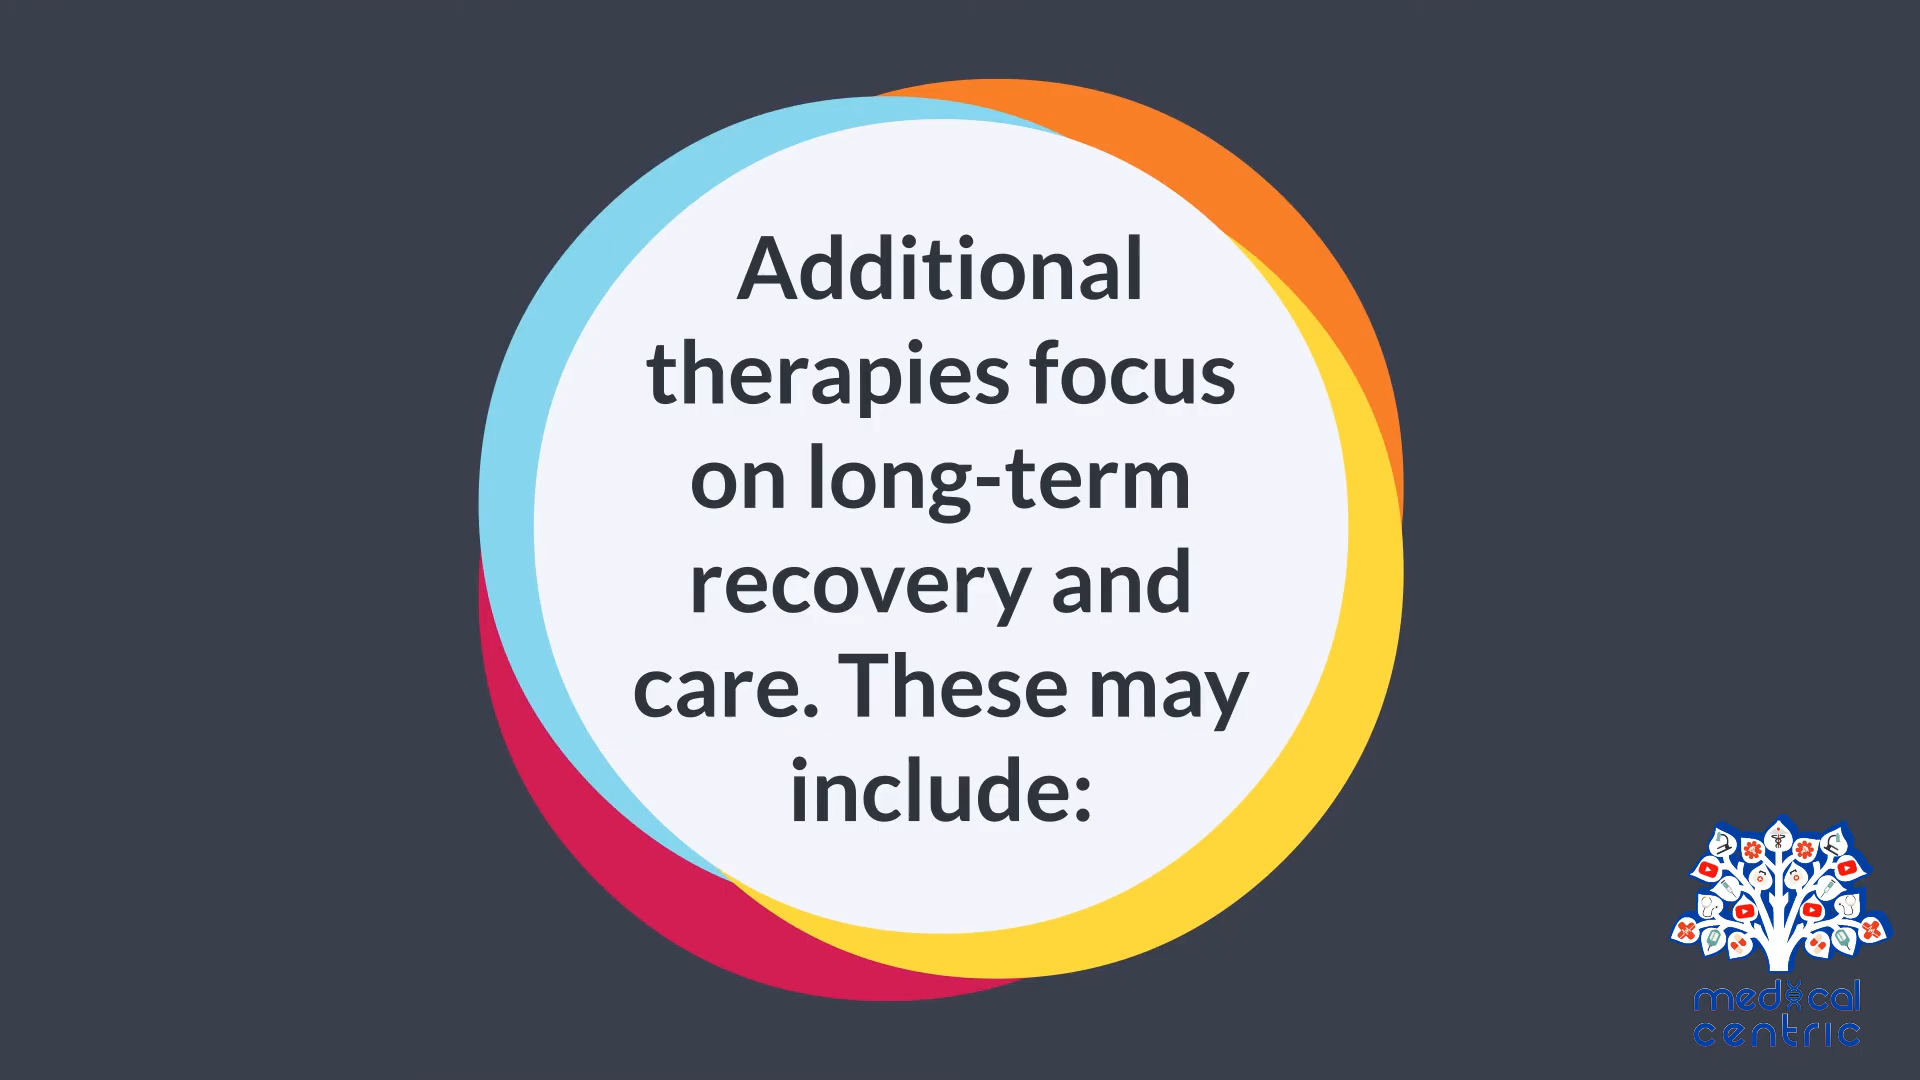 Additional
therapies focus
on long-term
recovery and
care. These may
include:
medical
centric